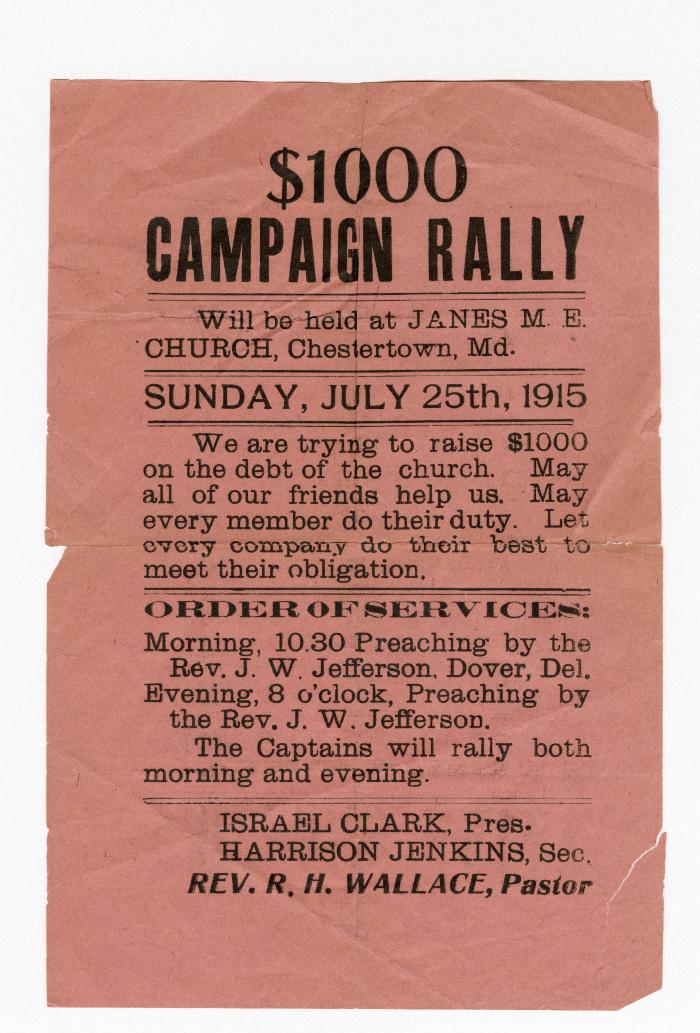 $1000
CAMPAIGN RALLY
Will be held at JANES M. E.
CHURCH, Chestertown, Md.
SUNDAY, JULY 25th, 1915
We are trying to raise $1000
on the debt of the church. May
all of our friends help us. May
every member do their duty. Let
every company do their best to
meet their obligation.
ORDER OF SERVICES:
Morning, 10.30 Preaching by the
Rev. J. W. Jefferson, Dover, Del.
Evening, 8 o'clock, Preaching by
the Rev. J. W. Jefferson.
The Captains will rally both
morning and evening.
ISRAEL CLARK, Pres.
HARRISON JENKINS, Sec.
REV. R. H. WALLACE, Pastor